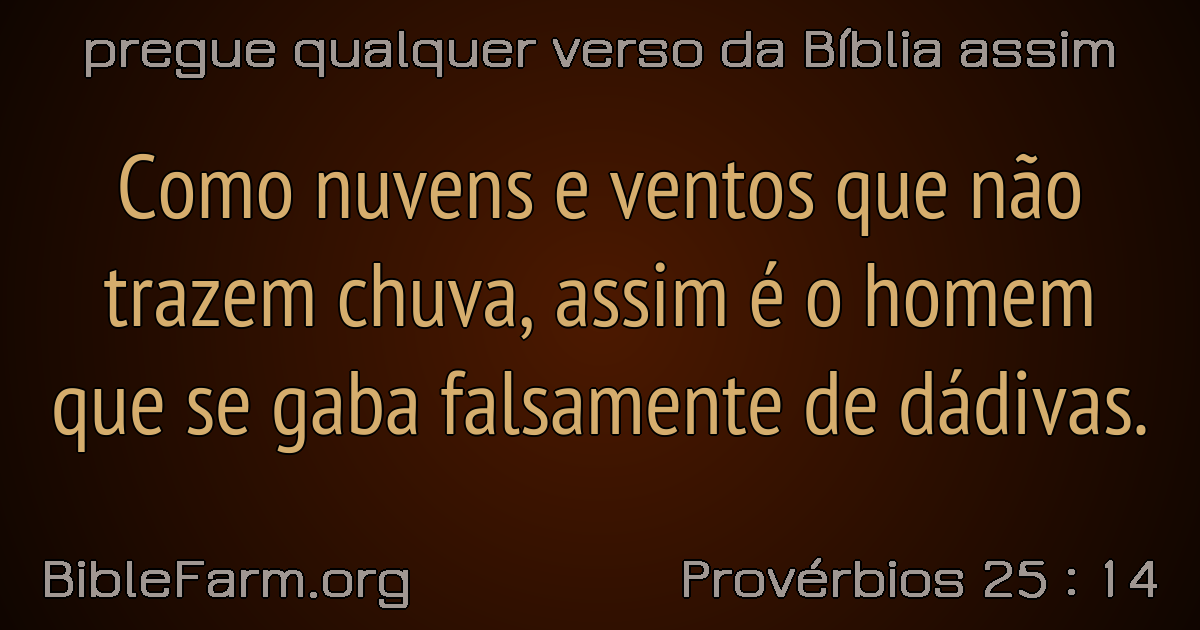 pregue qualquer verso da Bíblia assim
Como nuvens e ventos que não
trazem chuva, assim é o homem
que se gaba falsamente de dádivas.
BibleFarm.org
Provérbios 25 : 14